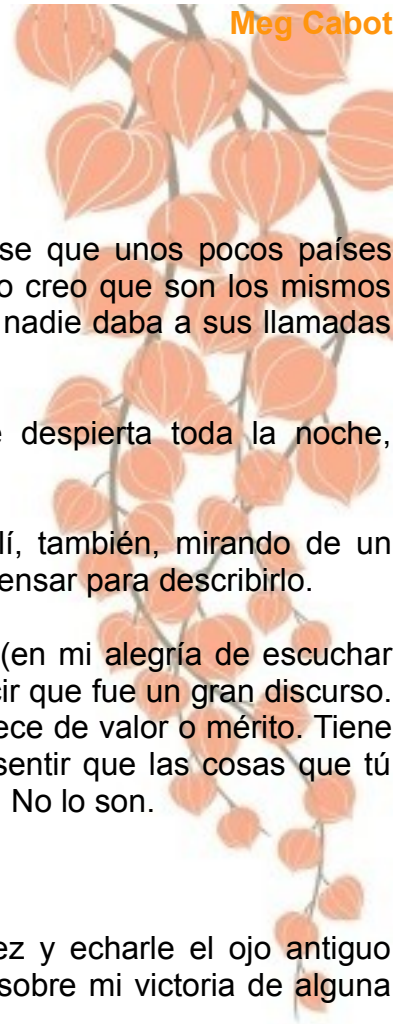 Meg Cabot
se que unos pocos países
o creo que son los mismos
nadie daba a sus llamadas
despierta toda la noche,
lí, también, mirando de un
ensar para describirlo.
(en mi alegría de escuchar
cir que fue un gran discurso.
ece de valor o mérito. Tiene
sentir que las cosas que tú
No lo son.
ez y echarle el ojo antiguo
sobre mi victoria de alguna